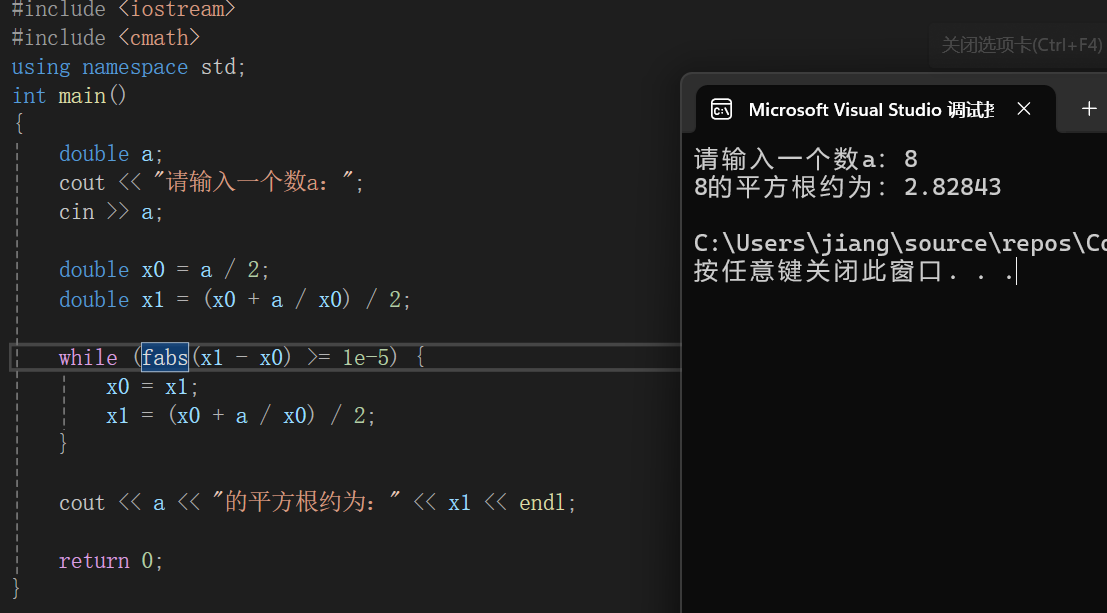 #include <iostream>
#include <cmath>
using namespace std;
int main()
{
    double a;
    cout << "请输入一个数a：";
    cin >> a;
    double x0 = a / 2;
    double x1 = (x0 + a / x0) / 2;
    while (fabs(x1 - x0) >= 1e-5) {
        x0 = x1;
        x1 = (x0 + a / x0) / 2;
    }
    cout << a << "的平方根约为：" << x1 << endl;
    return 0;
}
关闭选项卡(Ctrl+F4)
Microsoft Visual Studio 调试
请输入一个数a：8
8的平方根约为：2.82843
C:\Users\jiang\source\repos\Co
按任意键关闭此窗口. . .